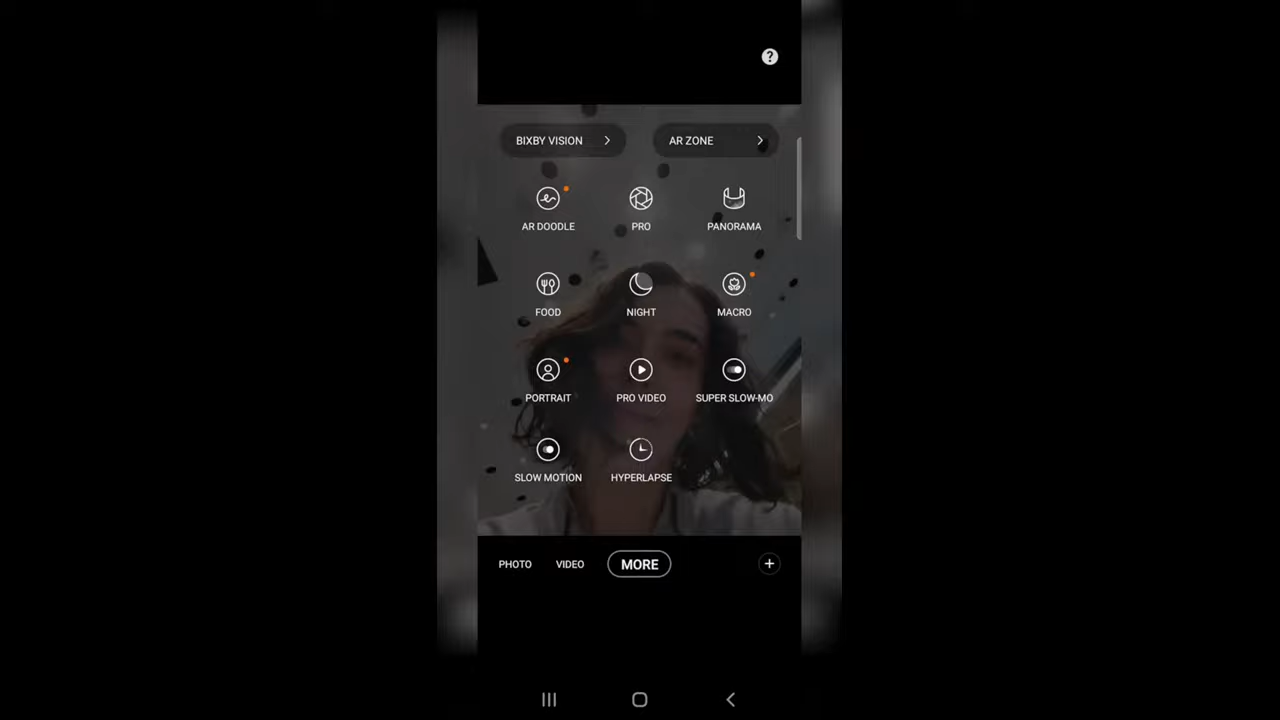 ?
BIXBY VISION >
AR ZONE >
AR DOODLE
PRO
PANORAMA
FOOD
NIGHT
MACRO
PORTRAIT
PRO VIDEO
SUPER SLOW-MO
SLOW MOTION
HYPERLAPSE
PHOTO VIDEO MORE +